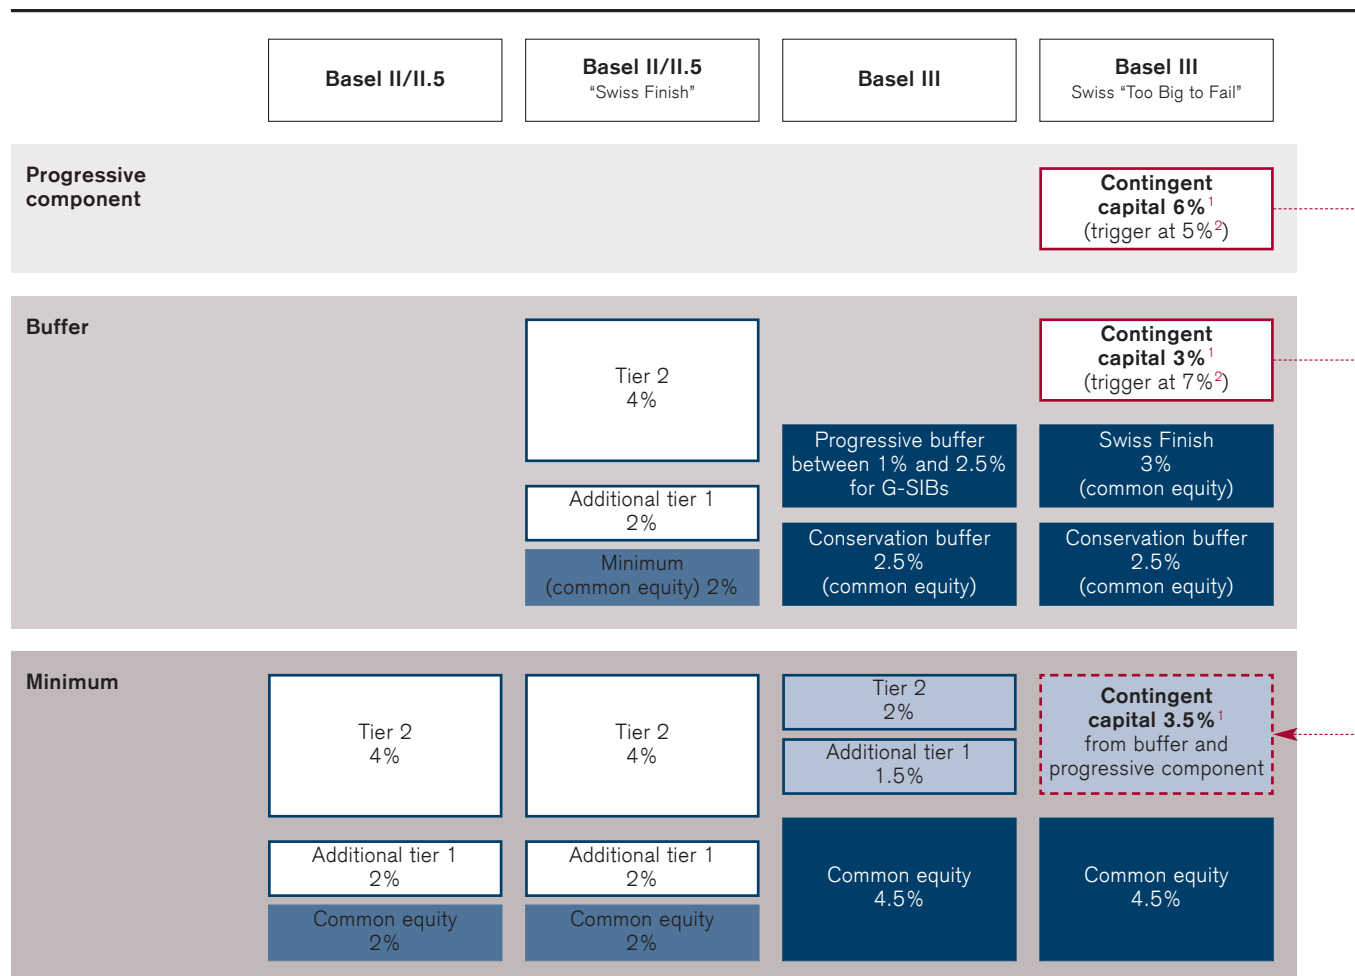 Basel II/II.5
Basel II/II.5
“Swiss Finish”
Basel III
Basel III
Swiss “Too Big to Fail”
Progressive
component
Contingent
capital 6%1
(trigger at 5%2)
Buffer
Tier 2
4%
Additional tier 1
2%
Minimum
(common equity) 2%
Progressive buffer
between 1% and 2.5%
for G-SIBs
Conservation buffer
2.5%
(common equity)
Contingent
capital 3%1
(trigger at 7%2)
Swiss Finish
3%
(common equity)
Conservation buffer
2.5%
(common equity)
Minimum
Tier 2
4%
Additional tier 1
2%
Common equity
2%
Tier 2
4%
Additional tier 1
2%
Common equity
2%
Tier 2
2%
Additional tier 1
1.5%
Common equity
4.5%
Contingent
capital 3.5%1
from buffer and
progressive component
Common equity
4.5%